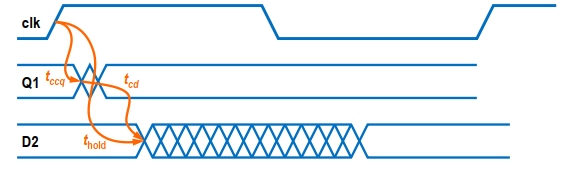 clk
Q1 tccq tcd
D2 thold